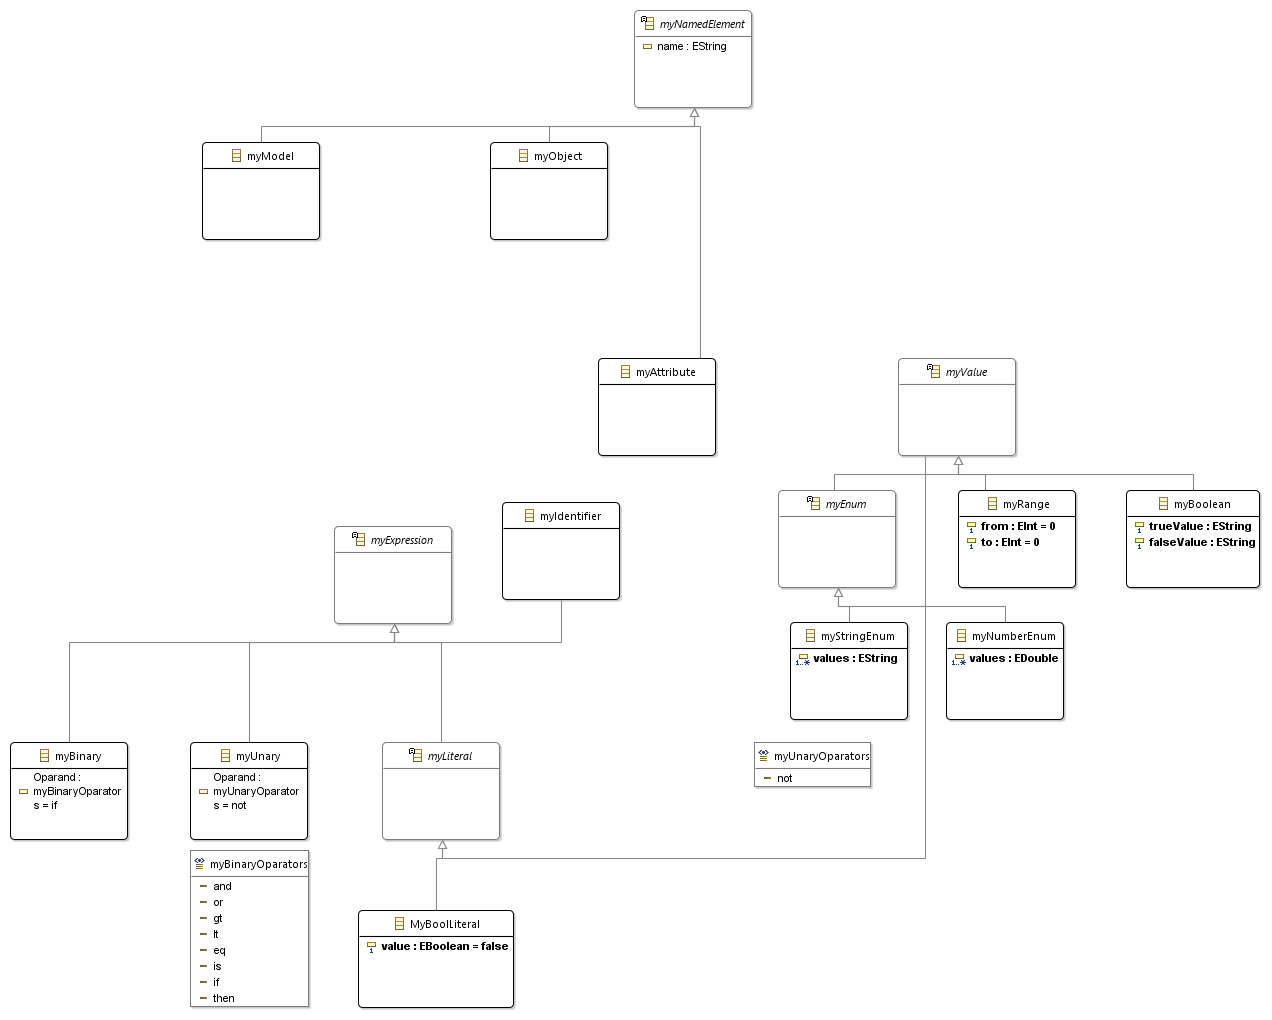 myNamedElement
name : EString
myModel
myObject
myAttribute
myValue
myEnum
myRange
from : EInt = 0
to : EInt = 0
myBoolean
trueValue : EString
falseValue : EString
myIdentifier
myExpression
myStringEnum
values : EString
myNumberEnum
values : EDouble
myBinary
Oparand :
myBinaryOparator
s = if
myUnary
Oparand :
myUnaryOparator
s = not
myLiteral
myUnaryOparators
not
myBinaryOparators
and
or
gt
lt
eq
is
if
then
MyBoolLiteral
value : EBoolean = false